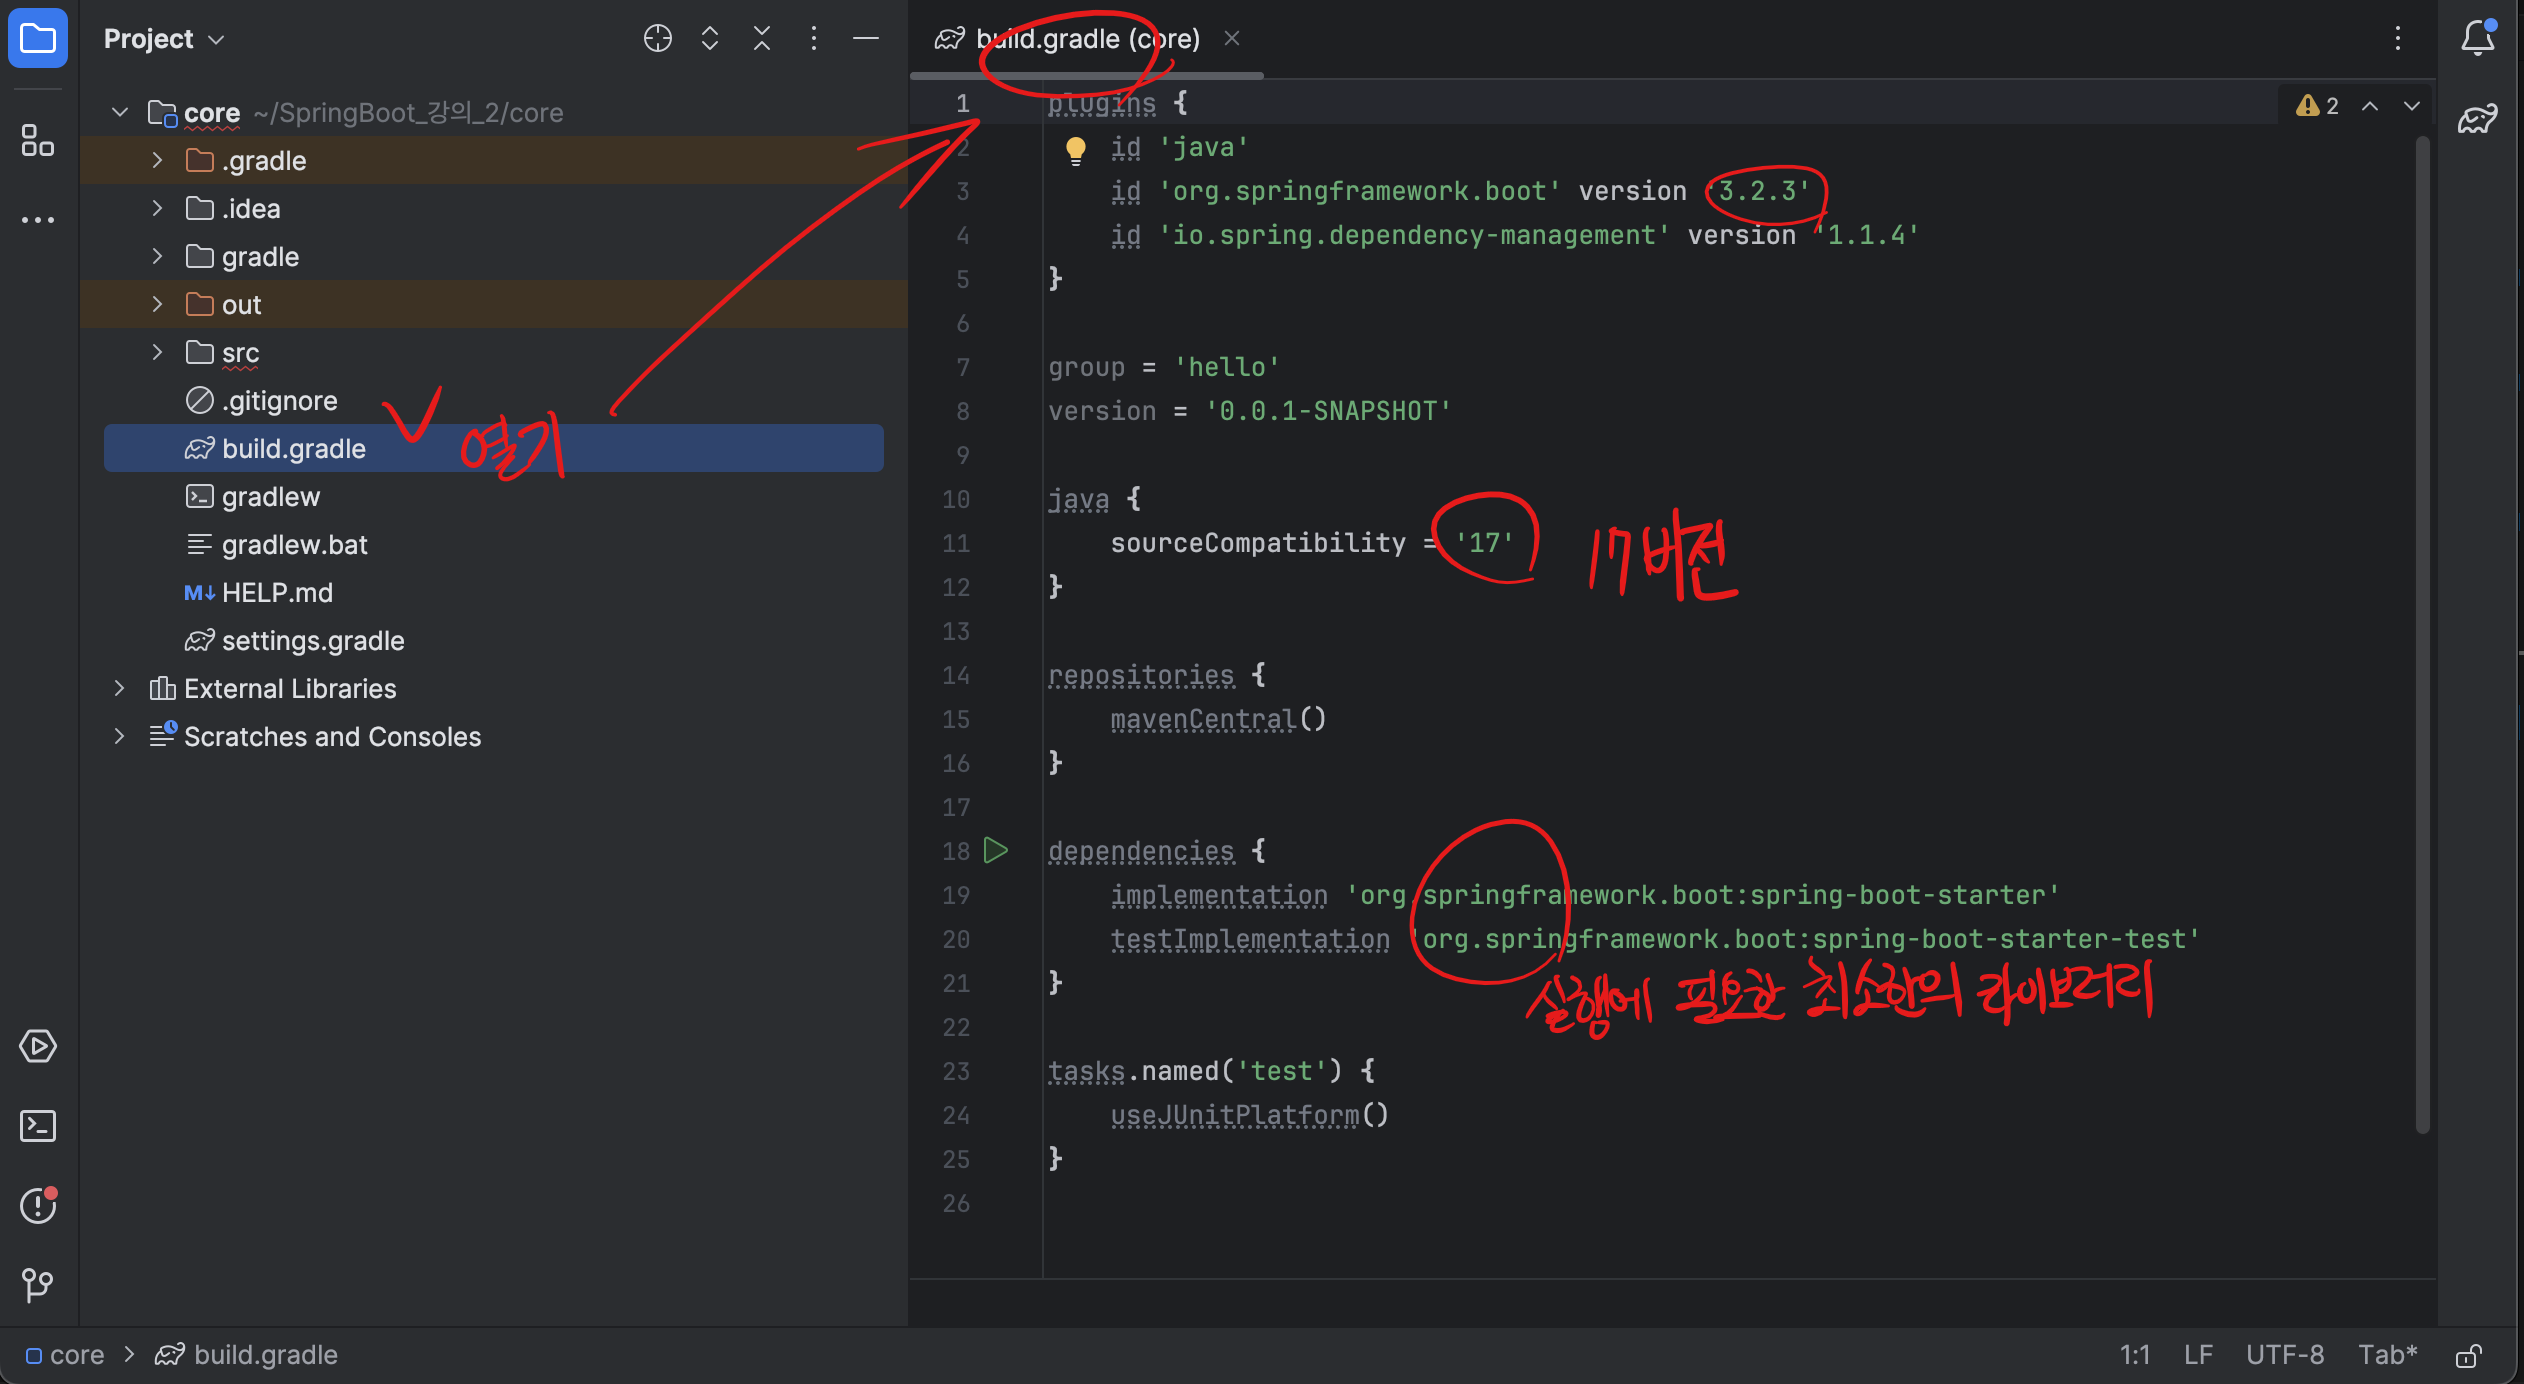 Project
core ~/SpringBoot_강의_2/core
.gradle
.idea
gradle
out
src
.gitignore
build.gradle
열기
gradlew
gradlew.bat
M↓ HELP.md
settings.gradle
External Libraries
Scratches and Consoles
build.gradle (core)
2
1 plugins {
2 id 'java'
3 id 'org.springframework.boot' version '3.2.3'
4 id 'io.spring.dependency-management' version '1.1.4'
5 }
6
7 group = 'hello'
8 version = '0.0.1-SNAPSHOT'
9
10 java {
11 sourceCompatibility = '17'
17버전
12 }
13
14 repositories {
15 mavenCentral()
16 }
17
18 dependencies {
19 implementation 'org.springframework.boot:spring-boot-starter'
20 testImplementation 'org.springframework.boot:spring-boot-starter-test'
21 }
실행에 필요한 최소한의 라이브러리
22
23 tasks.named('test') {
24 useJUnitPlatform()
25 }
26
core > build.gradle
1:1 LF UTF-8 Tab*